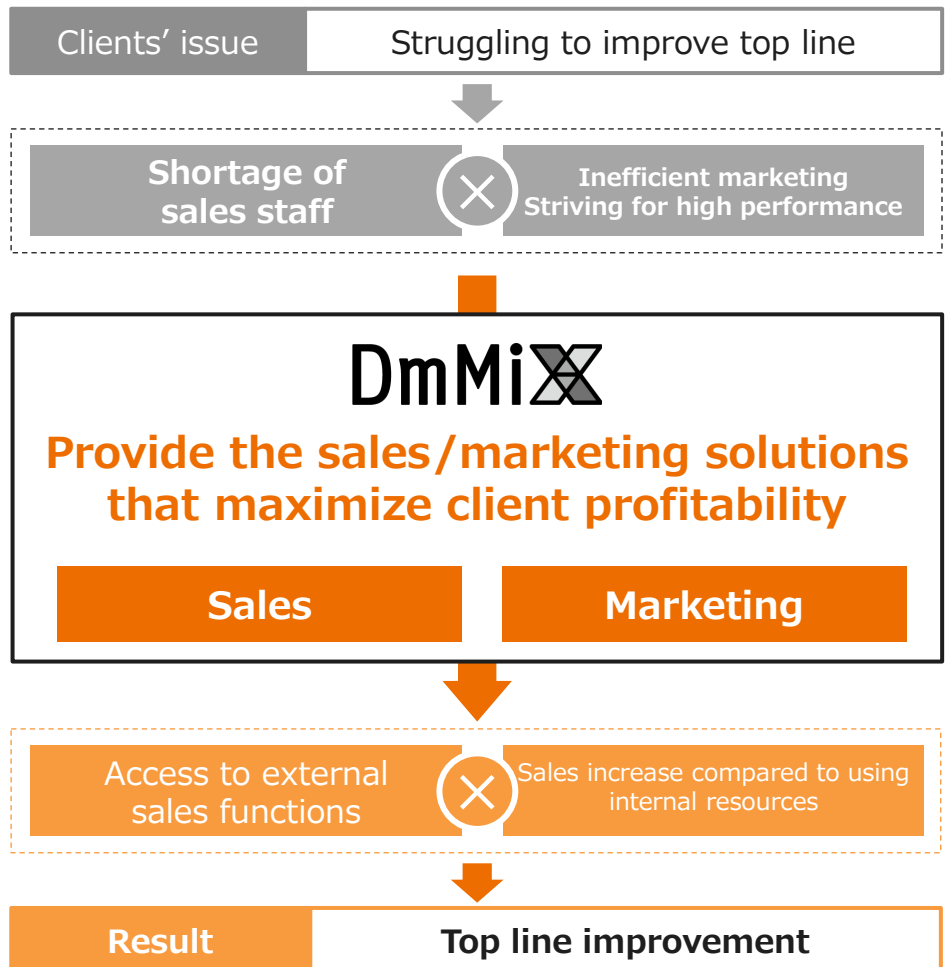 Clients’ issue
Struggling to improve top line
Shortage of
sales staff
Inefficient marketing
Striving for high performance
DmMiX
Provide the sales/marketing solutions
that maximize client profitability
Sales
Marketing
Access to external
sales functions
Sales increase compared to using
internal resources
Result
Top line improvement